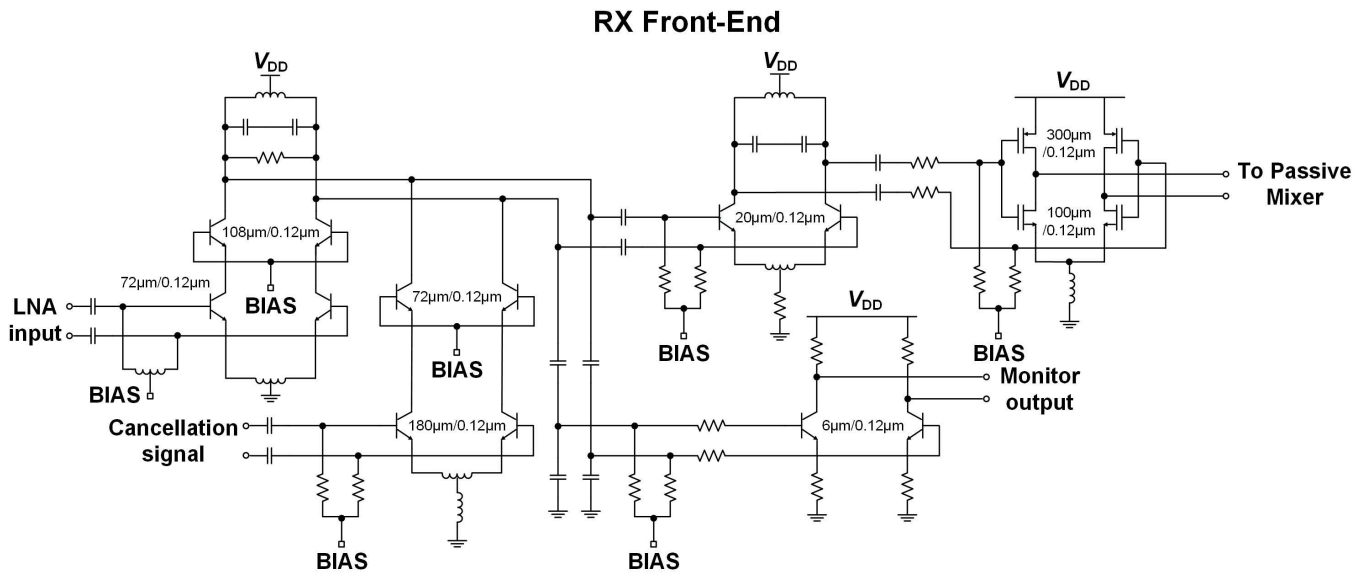 RX Front-End
VDD
VDD
VDD
300µm
/0.12µm
To Passive
Mixer
108µm/0.12µm
20µm/0.12µm
100µm
/0.12µm
72µm/0.12µm
LNA
input
BIAS
72µm/0.12µm
VDD
BIAS
BIAS
BIAS
BIAS
Monitor
output
Cancellation
signal
180µm/0.12µm
6µm/0.12µm
BIAS
BIAS